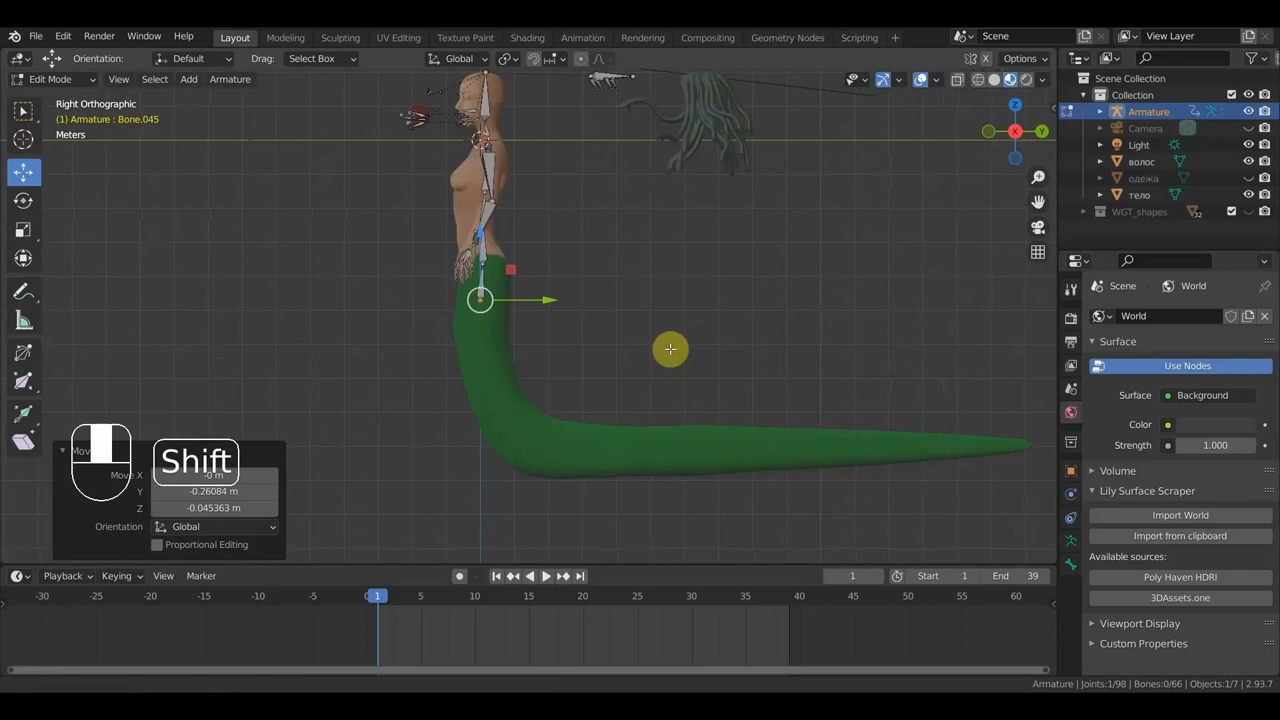 File Edit Render Window Help Layout Modeling Sculpting UV Editing Texture Paint Shading Animation Rendering Compositing Geometry Nodes Scripting + Scene View Layer
Orientation: Default Drag: Select Box Global Options
Edit Mode View Select Add Armature
Right Orthographic
(1) Armature : Bone.045
Meters
Z
X
Y
Scene Collection
Collection
Armature
Camera
Light
волос
одежа
тело
WGT_shapes 32
Scene World
World
Surface
Use Nodes
Surface Background
Color
Strength 1.000
Volume
Lily Surface Scraper
Import World
Import from clipboard
Available sources:
Poly Haven HDRI
3DAssets.one
Viewport Display
Custom Properties
Mov
Shift
Move X -0 m
Y -0.26084 m
Z -0.045363 m
Orientation Global
Proportional Editing
Playback Keying View Marker 1 Start 1 End 39
-30 -25 -20 -15 -10 -5 1 5 10 15 20 25 30 35 40 45 50 55 60
Armature | Joints:1/98 | Bones:0/66 | Objects:1/7 | 2.93.7